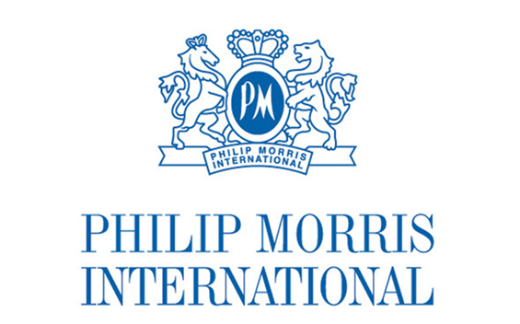 PM
PHILIP MORRIS
INTERNATIONAL
PHILIP MORRIS
INTERNATIONAL